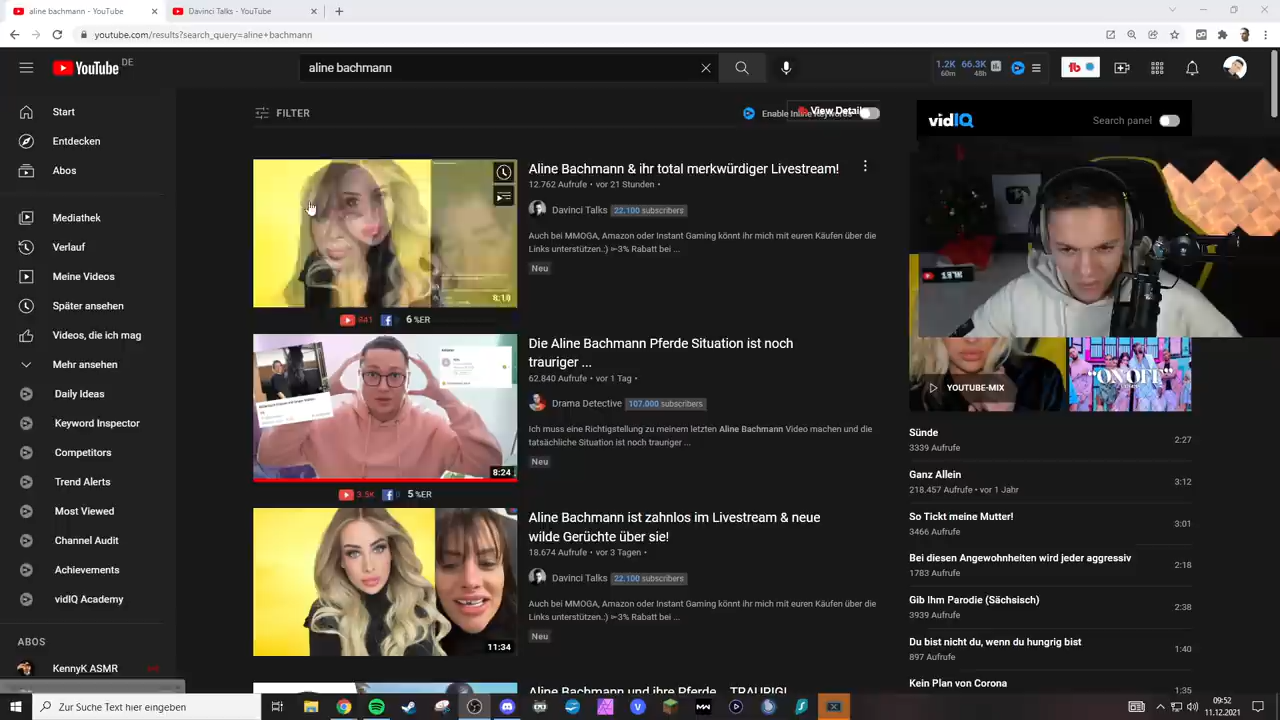 aline bachmann - YouTube
Davinci Talks - YouTube
youtube.com/results?search_query=aline+bachmann
YouTube DE
aline bachmann
1.2K 66.3K
60m 48h
Start
Entdecken
Abos
Mediathek
Verlauf
Meine Videos
Später ansehen
Videos, die ich mag
Mehr ansehen
Daily Ideas
Keyword Inspector
Competitors
Trend Alerts
Most Viewed
Channel Audit
Achievements
vidIQ Academy
ABOS
KennyK ASMR
FILTER
Enable Inline Keywords
View Details
Aline Bachmann & ihr total merkwürdiger Livestream!
12.762 Aufrufe • vor 21 Stunden •
Davinci Talks 22.100 subscribers
Auch bei MMOGA, Amazon oder Instant Gaming könnt ihr mich mit euren Käufen über die
Links unterstützen.:) ➳3% Rabatt bei ...
Neu
8:19
841 0 6 %ER
Die Aline Bachmann Pferde Situation ist noch
trauriger ...
62.840 Aufrufe • vor 1 Tag •
Drama Detective 107.000 subscribers
Ich muss eine Richtigstellung zu meinem letzten Aline Bachmann Video machen und die
tatsächliche Situation ist noch trauriger ...
Neu
8:24
3.5K 0 5 %ER
Aline Bachmann ist zahnlos im Livestream & neue
wilde Gerüchte über sie!
18.674 Aufrufe • vor 3 Tagen •
Davinci Talks 22.100 subscribers
Auch bei MMOGA, Amazon oder Instant Gaming könnt ihr mich mit euren Käufen über die
Links unterstützen.:) ➳3% Rabatt bei ...
Neu
11:34
Aline Bachmann und ihre Pferde... TRAURIG!
vidIQ
Search panel
YOUTUBE-MIX
"ONOFF"
Sünde
3339 Aufrufe
2:27
Ganz Allein
218.457 Aufrufe • vor 1 Jahr
3:12
So Tickt meine Mutter!
3466 Aufrufe
3:01
Bei diesen Angewohnheiten wird jeder aggressiv
1783 Aufrufe
2:18
Gib Ihm Parodie (Sächsisch)
3939 Aufrufe
2:38
Du bist nicht du, wenn du hungrig bist
897 Aufrufe
1:40
Kein Plan von Corona
1:35
Zur Suche Text hier eingeben
09:52
11.12.2021